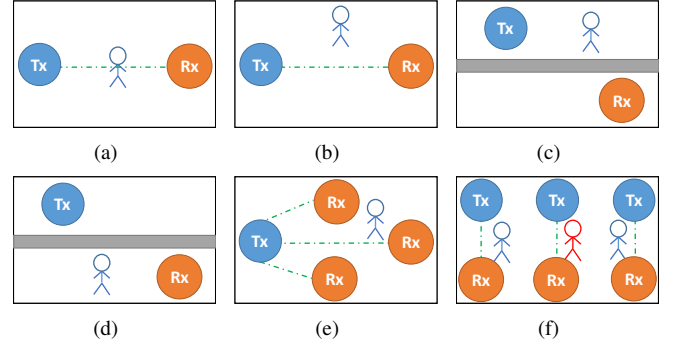 Tx Rx Tx Rx Tx
Rx
(a) (b) (c)
Tx Rx Tx Tx Tx
Tx Rx
Rx Rx Rx Rx Rx
(d) (e) (f)